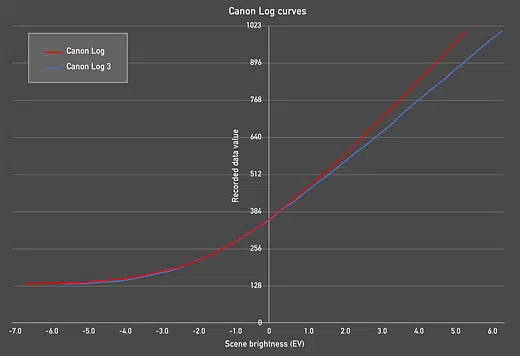 Canon Log curves
Canon Log
Canon Log 3
1023
896
768
640
512
384
256
128
0
Recorded data value
-7.0 -6.0 -5.0 -4.0 -3.0 -2.0 -1.0 0 1.0 2.0 3.0 4.0 5.0 6.0
Scene brightness (EV)